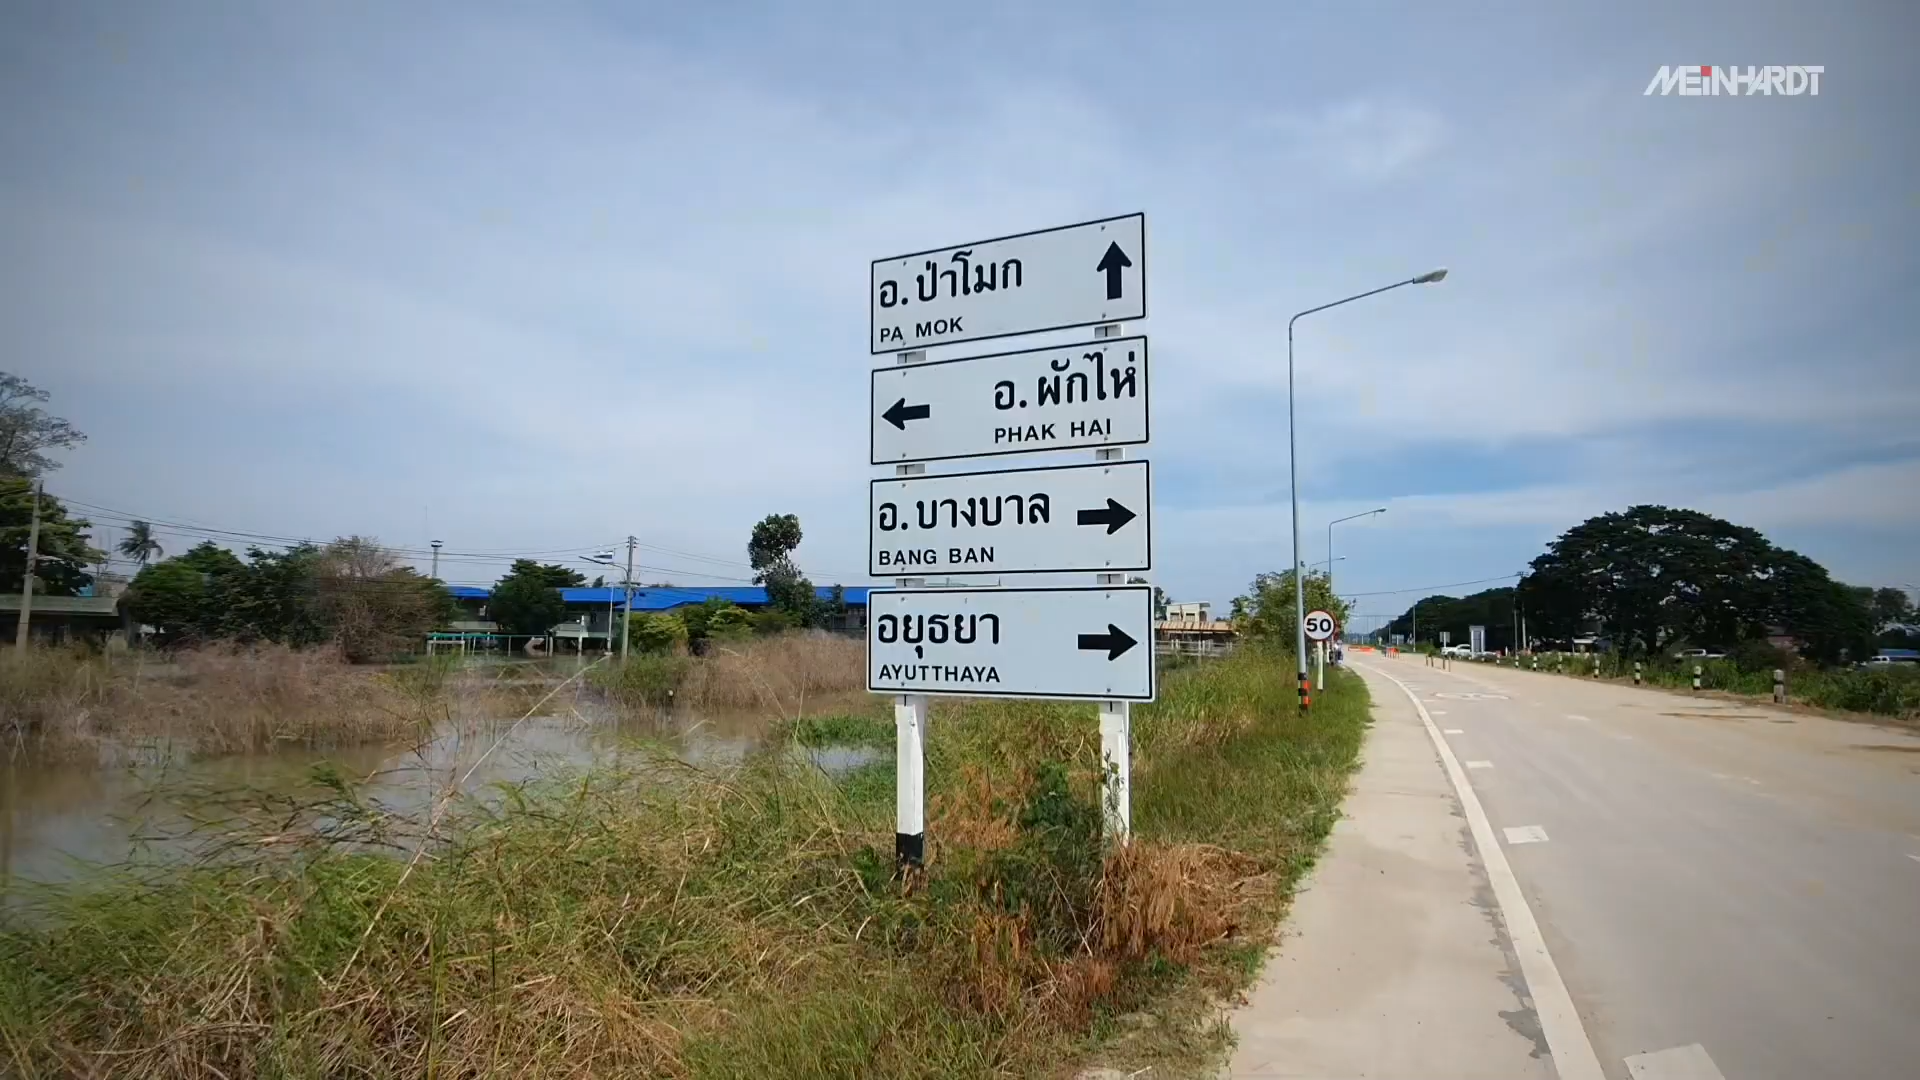 MEINHARDT
อ.ป่าโมก
PA MOK
อ.ผักไห่
PHAK HAI
อ.บางบาล
BANG BAN
อยุธยา
AYUTTHAYA
50